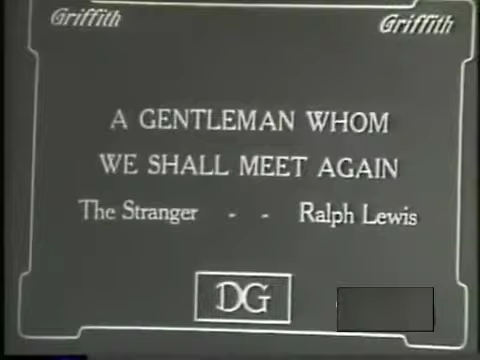 Griffith Griffith
A GENTLEMAN WHOM
WE SHALL MEET AGAIN
The Stranger - - Ralph Lewis
DG